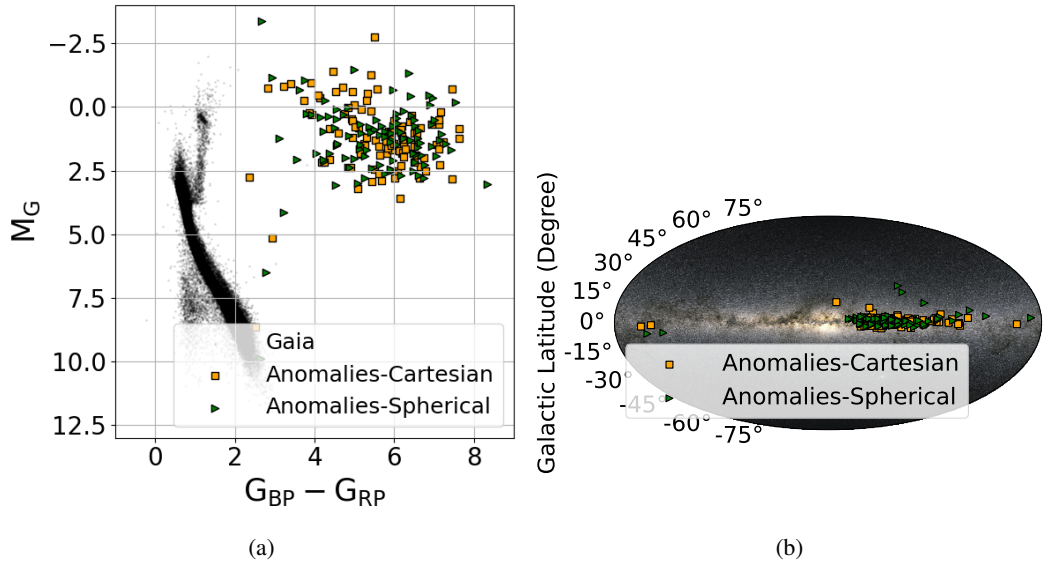 −2.5
0.0
2.5
5.0
7.5
10.0
12.5
M_G
0 2 4 6 8
G_BP − G_RP
Gaia
Anomalies-Cartesian
Anomalies-Spherical
(a)
Galactic Latitude (Degree)
75°
60°
45°
30°
15°
0°
-15°
-30°
-45°
-60°
-75°
Anomalies-Cartesian
Anomalies-Spherical
(b)